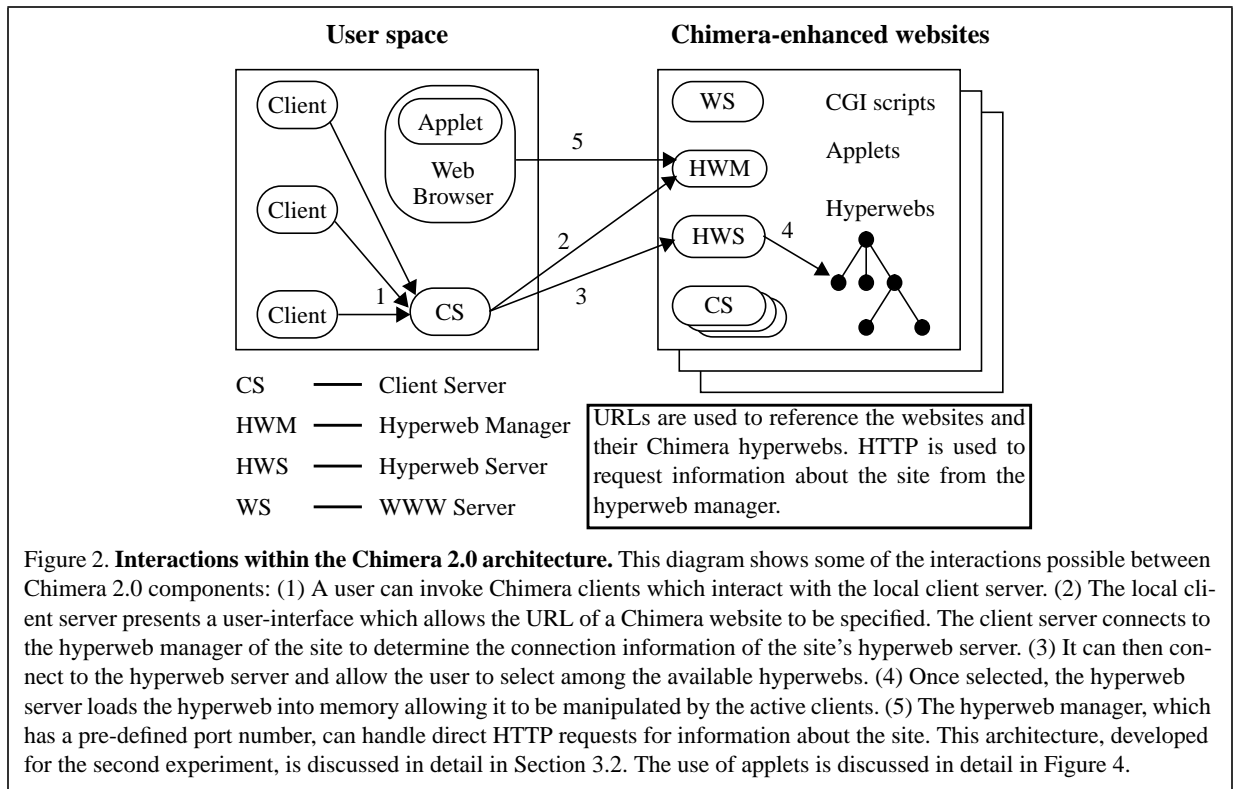 User space
Chimera-enhanced websites
Client
Applet
Web
Browser
Client
Client
CS
1
2
3
5
WS
HWM
HWS
4
CS
CGI scripts
Applets
Hyperwebs
CS Client Server
HWM Hyperweb Manager
HWS Hyperweb Server
WS WWW Server
URLs are used to reference the websites and
their Chimera hyperwebs. HTTP is used to
request information about the site from the
hyperweb manager.
Figure 2. Interactions within the Chimera 2.0 architecture. This diagram shows some of the interactions possible between
Chimera 2.0 components: (1) A user can invoke Chimera clients which interact with the local client server. (2) The local cli-
ent server presents a user-interface which allows the URL of a Chimera website to be specified. The client server connects to
the hyperweb manager of the site to determine the connection information of the site's hyperweb server. (3) It can then con-
nect to the hyperweb server and allow the user to select among the available hyperwebs. (4) Once selected, the hyperweb
server loads the hyperweb into memory allowing it to be manipulated by the active clients. (5) The hyperweb manager, which
has a pre-defined port number, can handle direct HTTP requests for information about the site. This architecture, developed
for the second experiment, is discussed in detail in Section 3.2. The use of applets is discussed in detail in Figure 4.